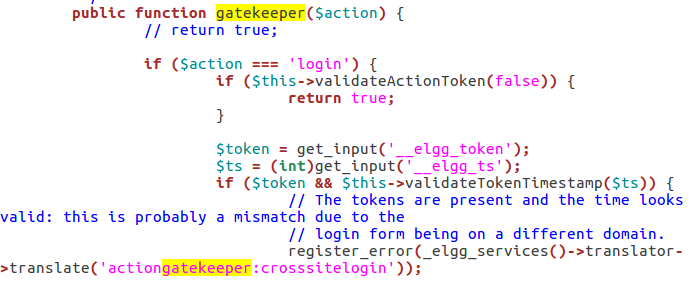 public function gatekeeper($action) {
// return true;
if ($action === 'login') {
if ($this->validateActionToken(false)) {
return true;
}
$token = get_input('__elgg_token');
$ts = (int)get_input('__elgg_ts');
if ($token && $this->validateTokenTimestamp($ts)) {
// The tokens are present and the time looks
valid: this is probably a mismatch due to the
// login form being on a different domain.
register_error(_elgg_services()->translator-
>translate('actiongatekeeper:crosssitelogin'));